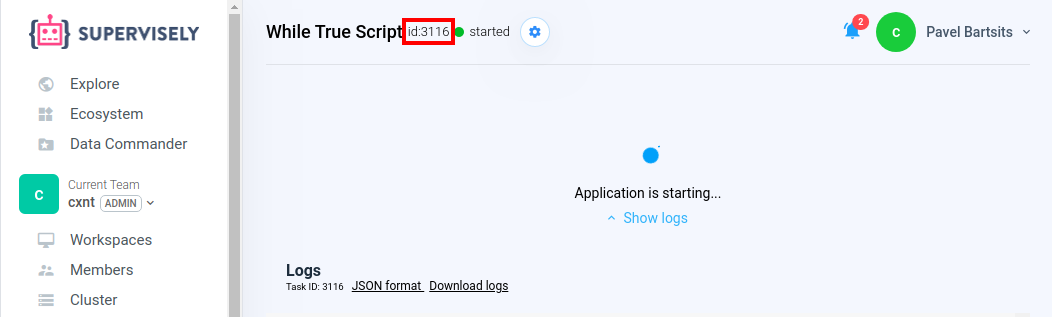 SUPERVISELY
While True Script id:3116 started
2
C
Pavel Bartsits
Explore
Ecosystem
Data Commander
C
Current Team
cxnt ADMIN
Workspaces
Members
Cluster
Application is starting...
Show logs
Logs
Task ID: 3116 JSON format Download logs